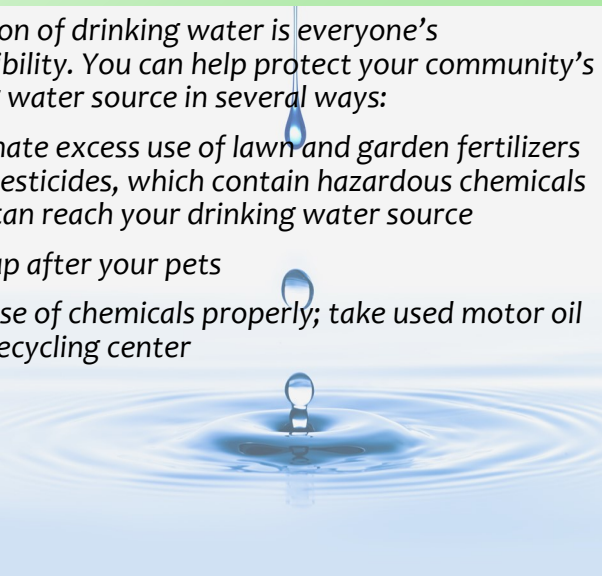 on of drinking water is everyone's
ibility. You can help protect your community's
water source in several ways:
nate excess use of lawn and garden fertilizers
esticides, which contain hazardous chemicals
can reach your drinking water source
up after your pets
se of chemicals properly; take used motor oil
ecycling center